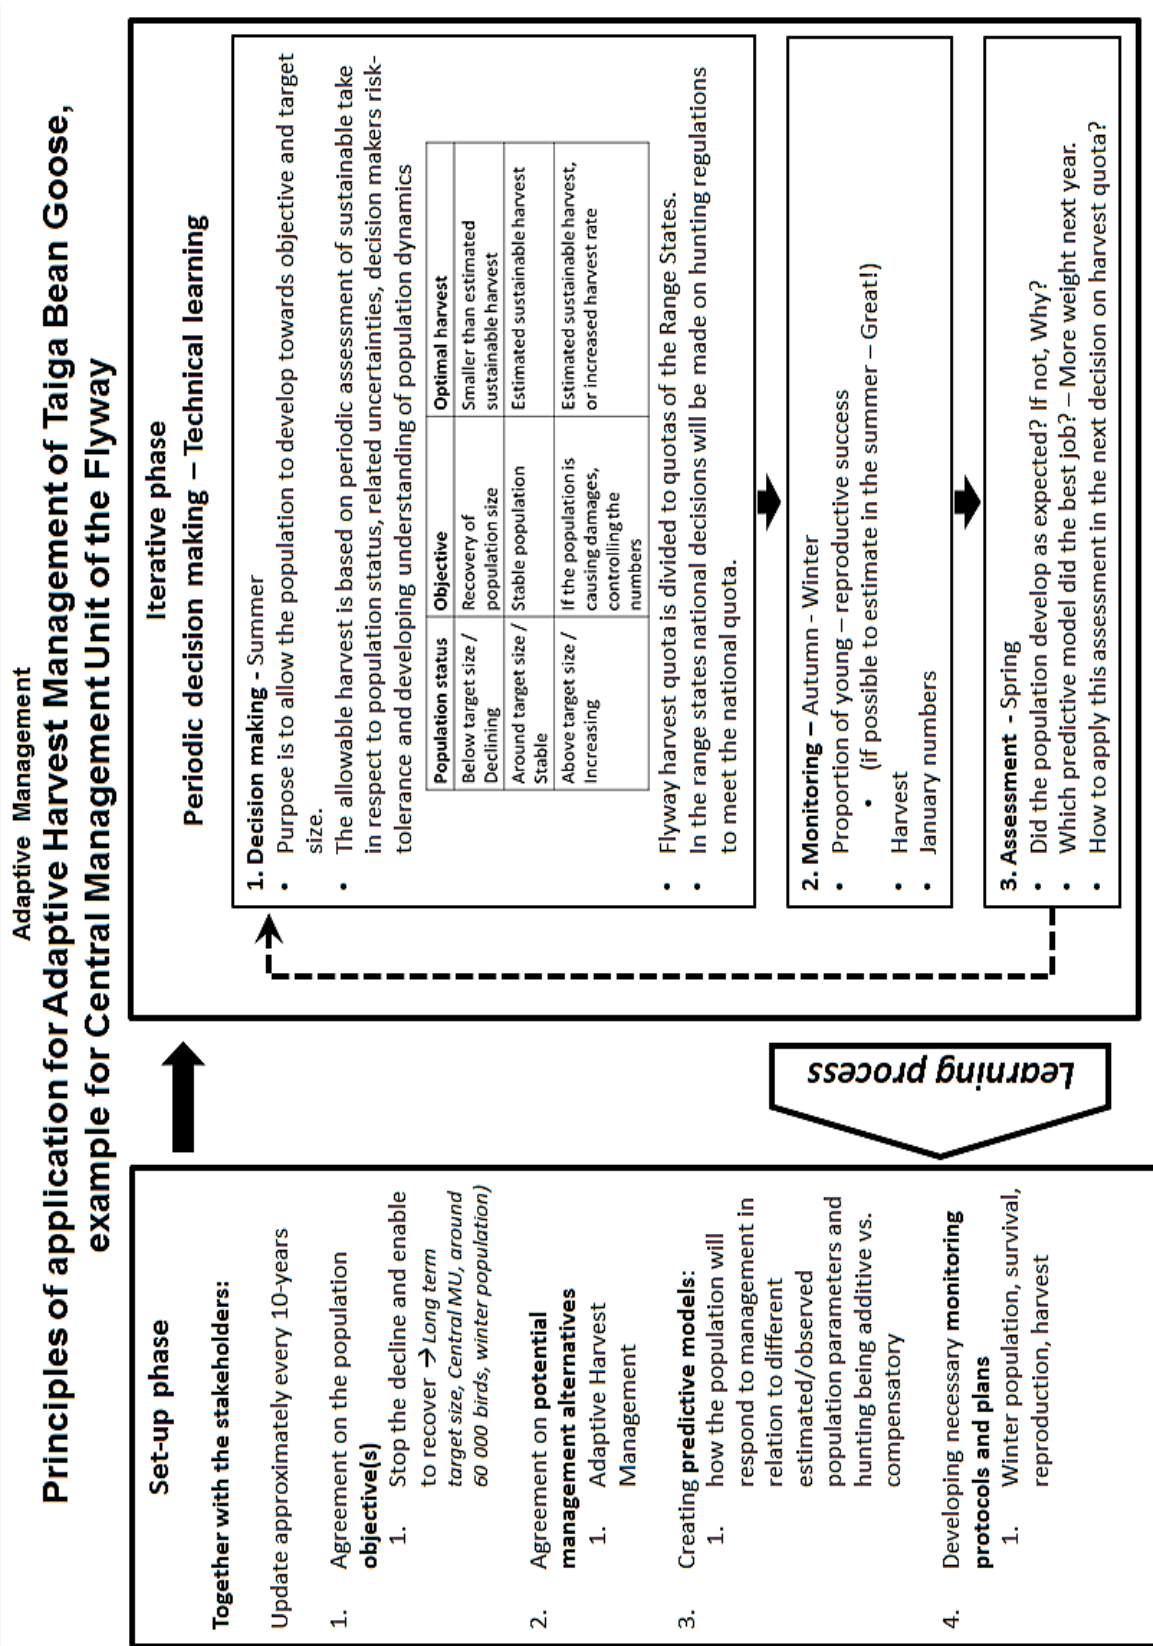 Adaptive Management
Principles of application for Adaptive Harvest Management of Taiga Bean Goose,
example for Central Management Unit of the Flyway
Set-up phase
Together with the stakeholders:
Update approximately every 10-years
1. Agreement on the population
objective(s)
1. Stop the decline and enable
to recover → Long term
target size, Central MU, around
60 000 birds, winter population)
2. Agreement on potential
management alternatives
1. Adaptive Harvest
Management
3. Creating predictive models:
1. how the population will
respond to management in
relation to different
estimated/observed
population parameters and
hunting being additive vs.
compensatory
4. Developing necessary monitoring
protocols and plans
1. Winter population, survival,
reproduction, harvest
Learning process
Iterative phase
Periodic decision making – Technical learning
1. Decision making - Summer
• Purpose is to allow the population to develop towards objective and target
size.
• The allowable harvest is based on periodic assessment of sustainable take
in respect to population status, related uncertainties, decision makers risk-
tolerance and developing understanding of population dynamics
Population status Objective Optimal harvest
Below target size / Recovery of Smaller than estimated
Declining population size sustainable harvest
Around target size / Stable population Estimated sustainable harvest
Stable
Above target size / If the population is Estimated sustainable harvest,
Increasing causing damages, or increased harvest rate
controlling the
numbers
• Flyway harvest quota is divided to quotas of the Range States.
• In the range states national decisions will be made on hunting regulations
to meet the national quota.
2. Monitoring – Autumn - Winter
• Proportion of young – reproductive success
• (if possible to estimate in the summer – Great!)
• Harvest
• January numbers
3. Assessment - Spring
• Did the population develop as expected? If not, Why?
• Which predictive model did the best job? – More weight next year.
• How to apply this assessment in the next decision on harvest quota?